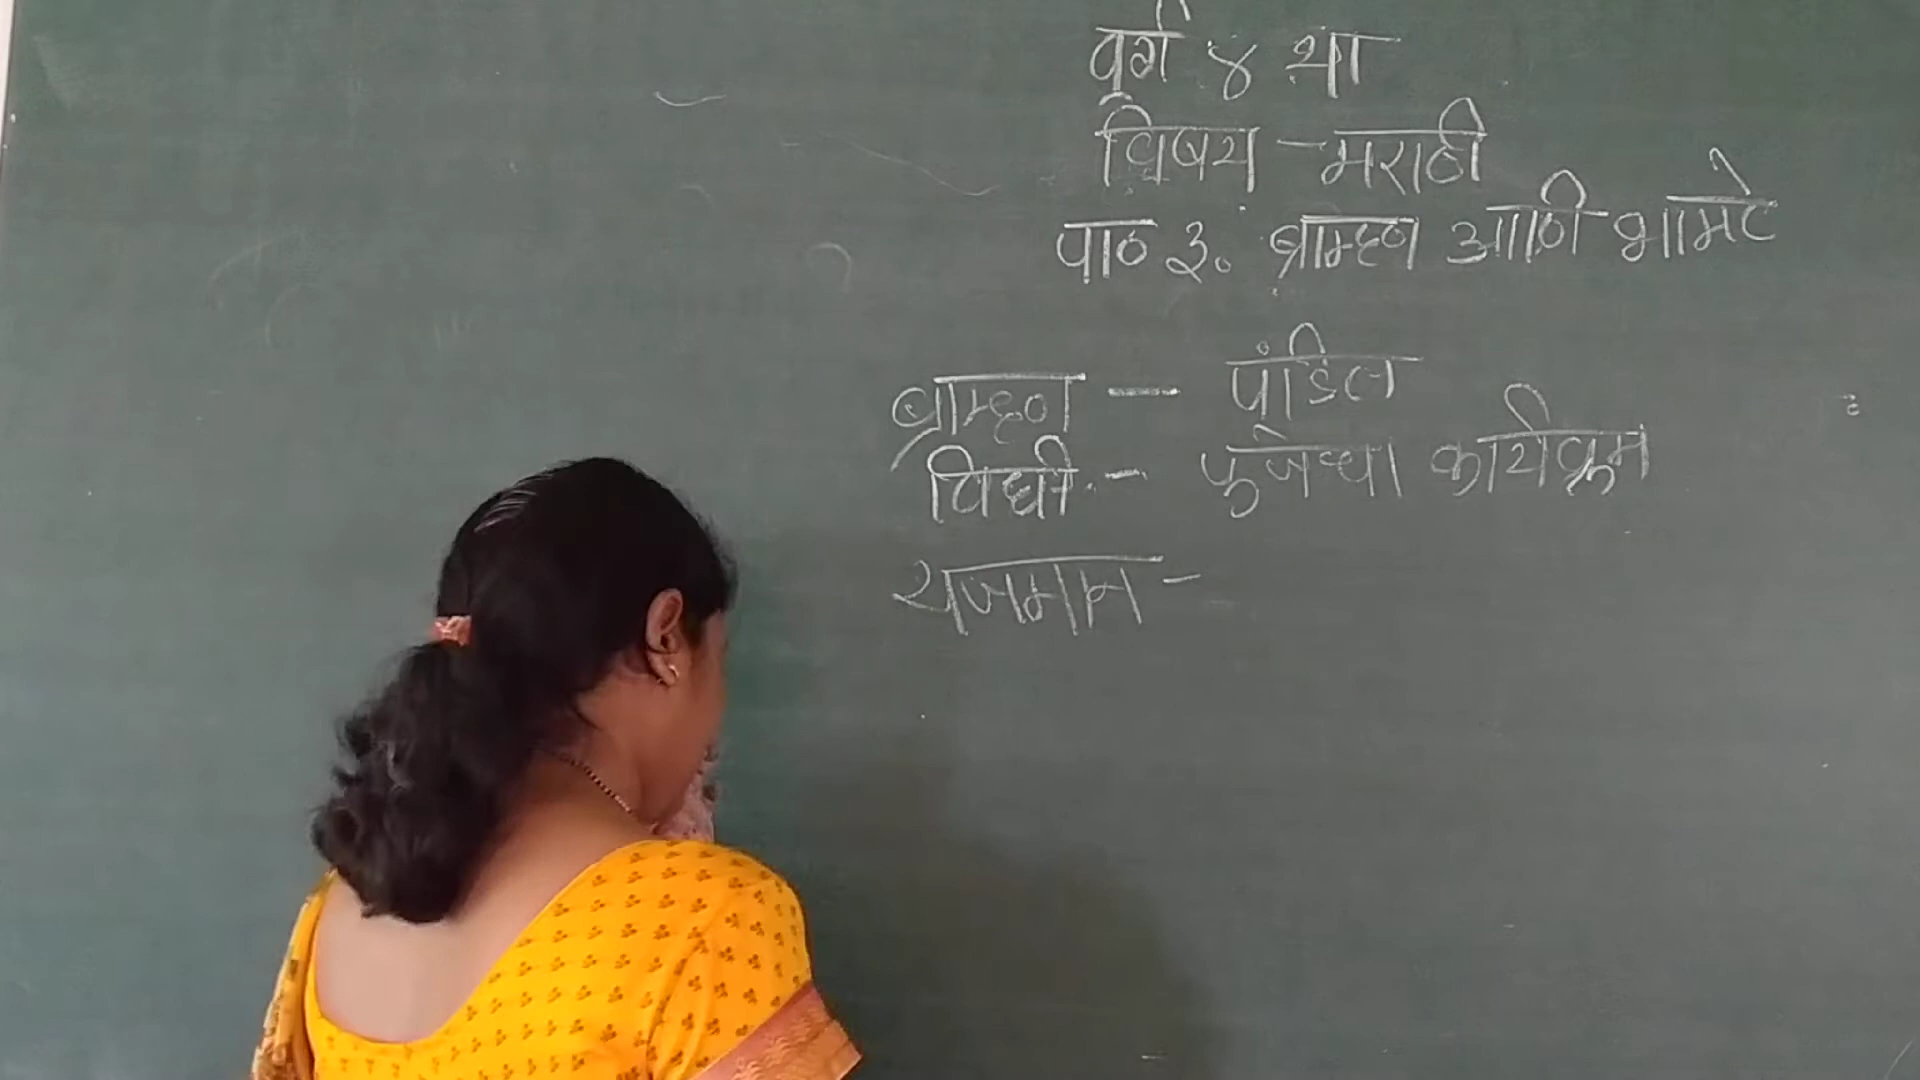 वर्ग ४ था
विषय - मराठी
पाठ ३. ब्राम्हण आणी भामटे
ब्राम्हण - पंडित
विधी - पुजेचा कार्यक्रम
यजमान -